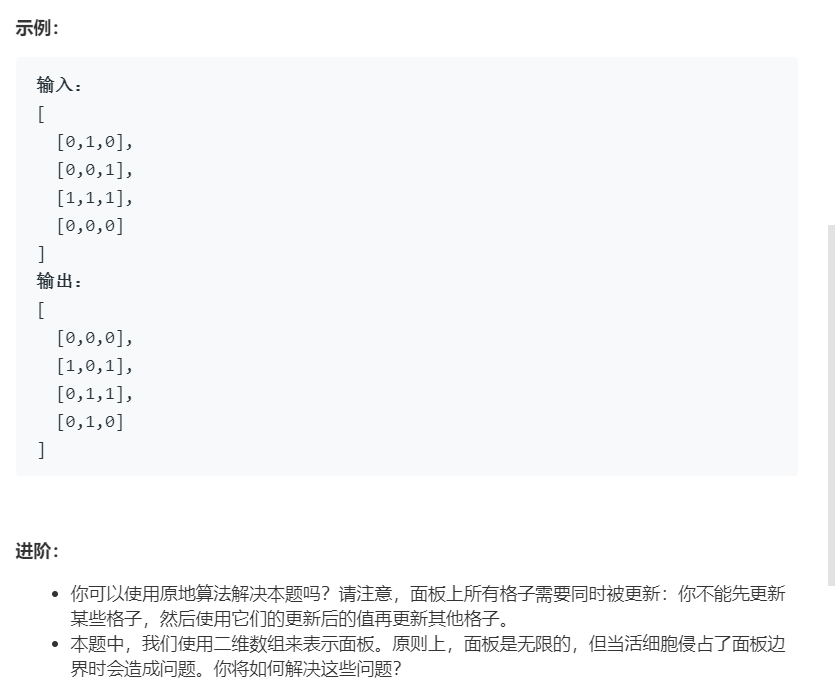 示例：
输入：
[
  [0,1,0],
  [0,0,1],
  [1,1,1],
  [0,0,0]
]
输出：
[
  [0,0,0],
  [1,0,1],
  [0,1,1],
  [0,1,0]
]
进阶：
• 你可以使用原地算法解决本题吗？请注意，面板上所有格子需要同时被更新：你不能先更新
某些格子，然后使用它们的更新后的值再更新其他格子。
• 本题中，我们使用二维数组来表示面板。原则上，面板是无限的，但当活细胞侵占了面板边
界时会造成问题。你将如何解决这些问题？